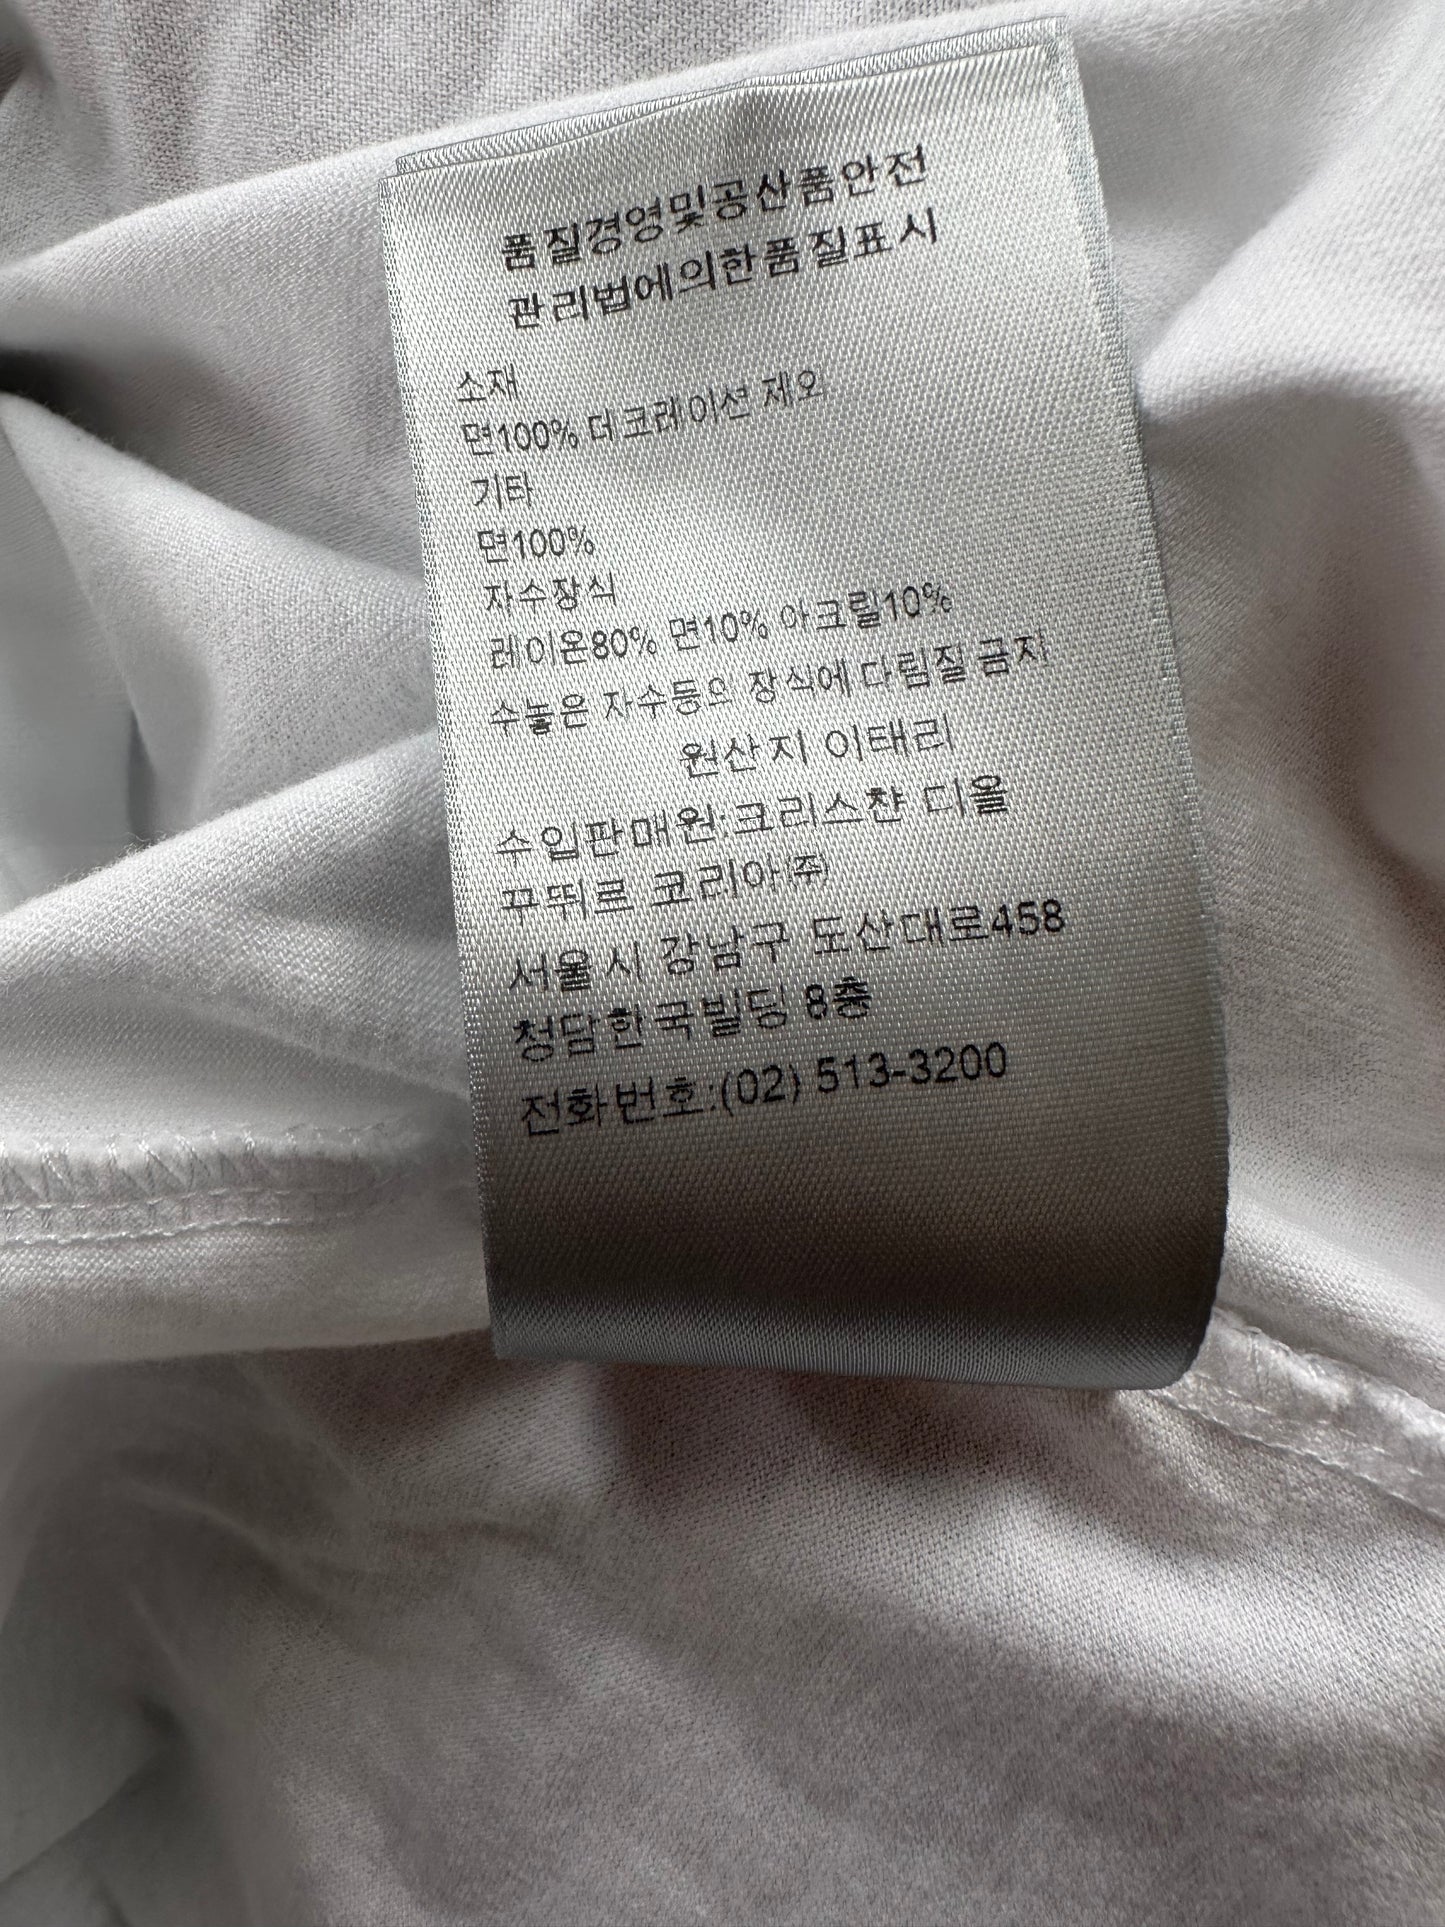 품질경영및공산품안전
관리법에의한품질표시
소재
면100% 더코레이션 제오
기타
면100%
자수장식
레이온80% 면10% 아크릴10%
수놓은 자수등으 장식에 다림질 금지
원산지 이태리
수입판매원:크리스챤 디올
꾸뛰르 코리아(주)
서울시 강남구 도산대로458
청담한국빌딩 8층
전화번호:(02) 513-3200